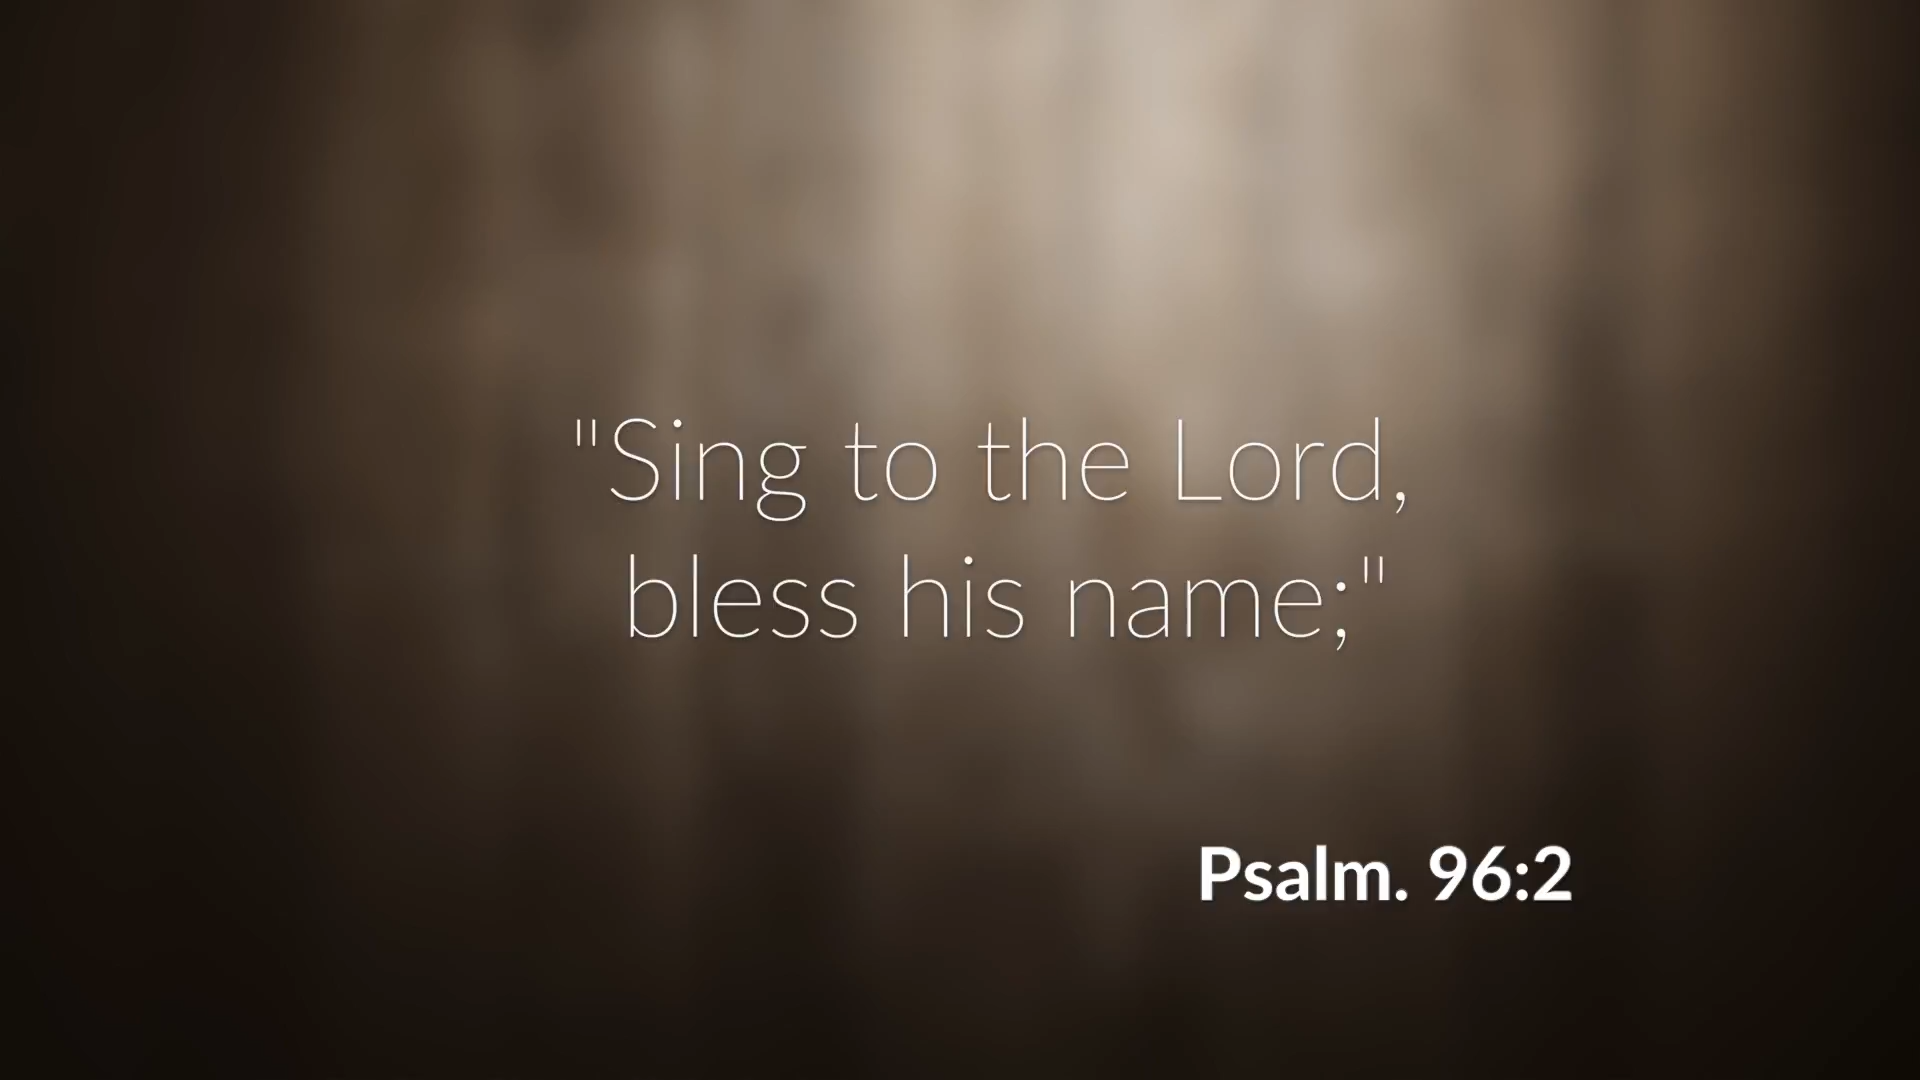 "Sing to the Lord,
bless his name;"
Psalm. 96:2